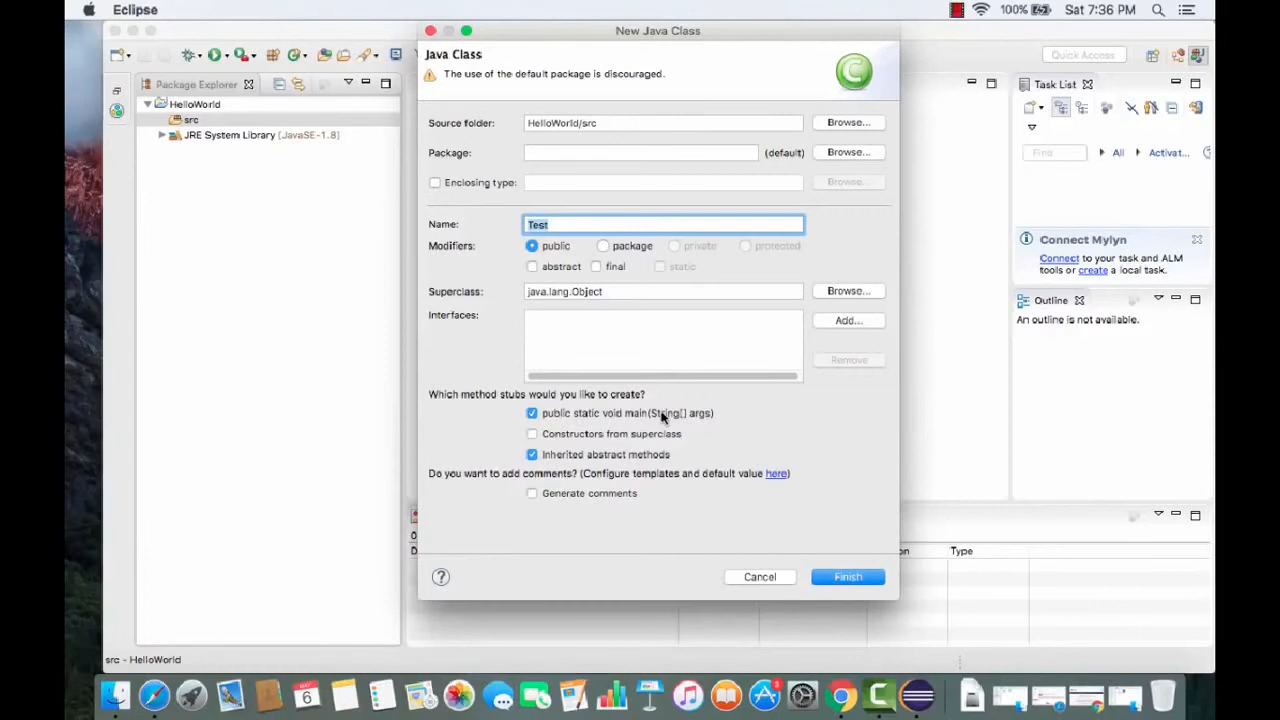 Eclipse
100%
Sat 7:36 PM
New Java Class
Java Class
The use of the default package is discouraged.
Quick Access
Package Explorer
Task List
HelloWorld
src
JRE System Library [JavaSE-1.8]
Source folder:
HelloWorld/src
Browse...
Package:
(default)
Browse...
Find
All
Activat...
Enclosing type:
Browse...
Name:
Test
Modifiers:
public
package
private
protected
abstract
final
static
Connect Mylyn
Connect to your task and ALM
tools or create a local task.
Superclass:
java.lang.Object
Browse...
Outline
Interfaces:
Add...
An outline is not available.
Remove
Which method stubs would you like to create?
public static void main(String[] args)
Constructors from superclass
Inherited abstract methods
Do you want to add comments? (Configure templates and default value here)
Generate comments
0
D
on
Type
Cancel
Finish
src - HelloWorld
MAY
6